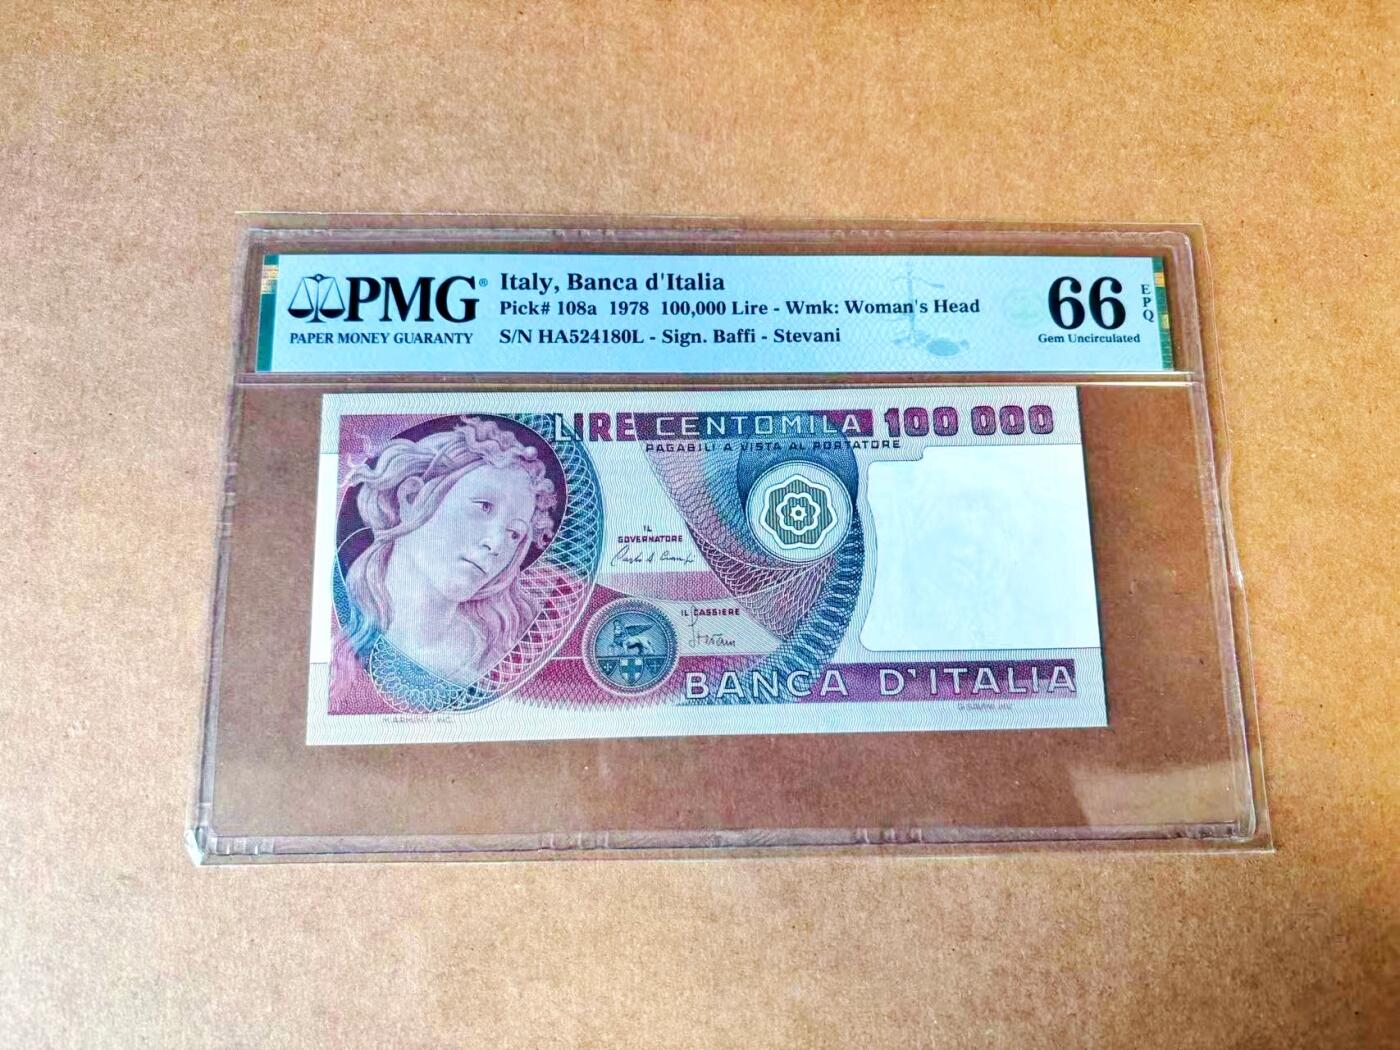 PMG®
PAPER MONEY GUARANTY
Italy, Banca d'Italia
Pick# 108a 1978 100,000 Lire - Wmk: Woman's Head
S/N HA524180L - Sign. Baffi - Stevani
66
EPQ
Gem Uncirculated
LIRE CENTOMILA 100 000
PAGABILI A VISTA AL PORTATORE
IL
GOVERNATORE
IL CASSIERE
BANCA D'ITALIA